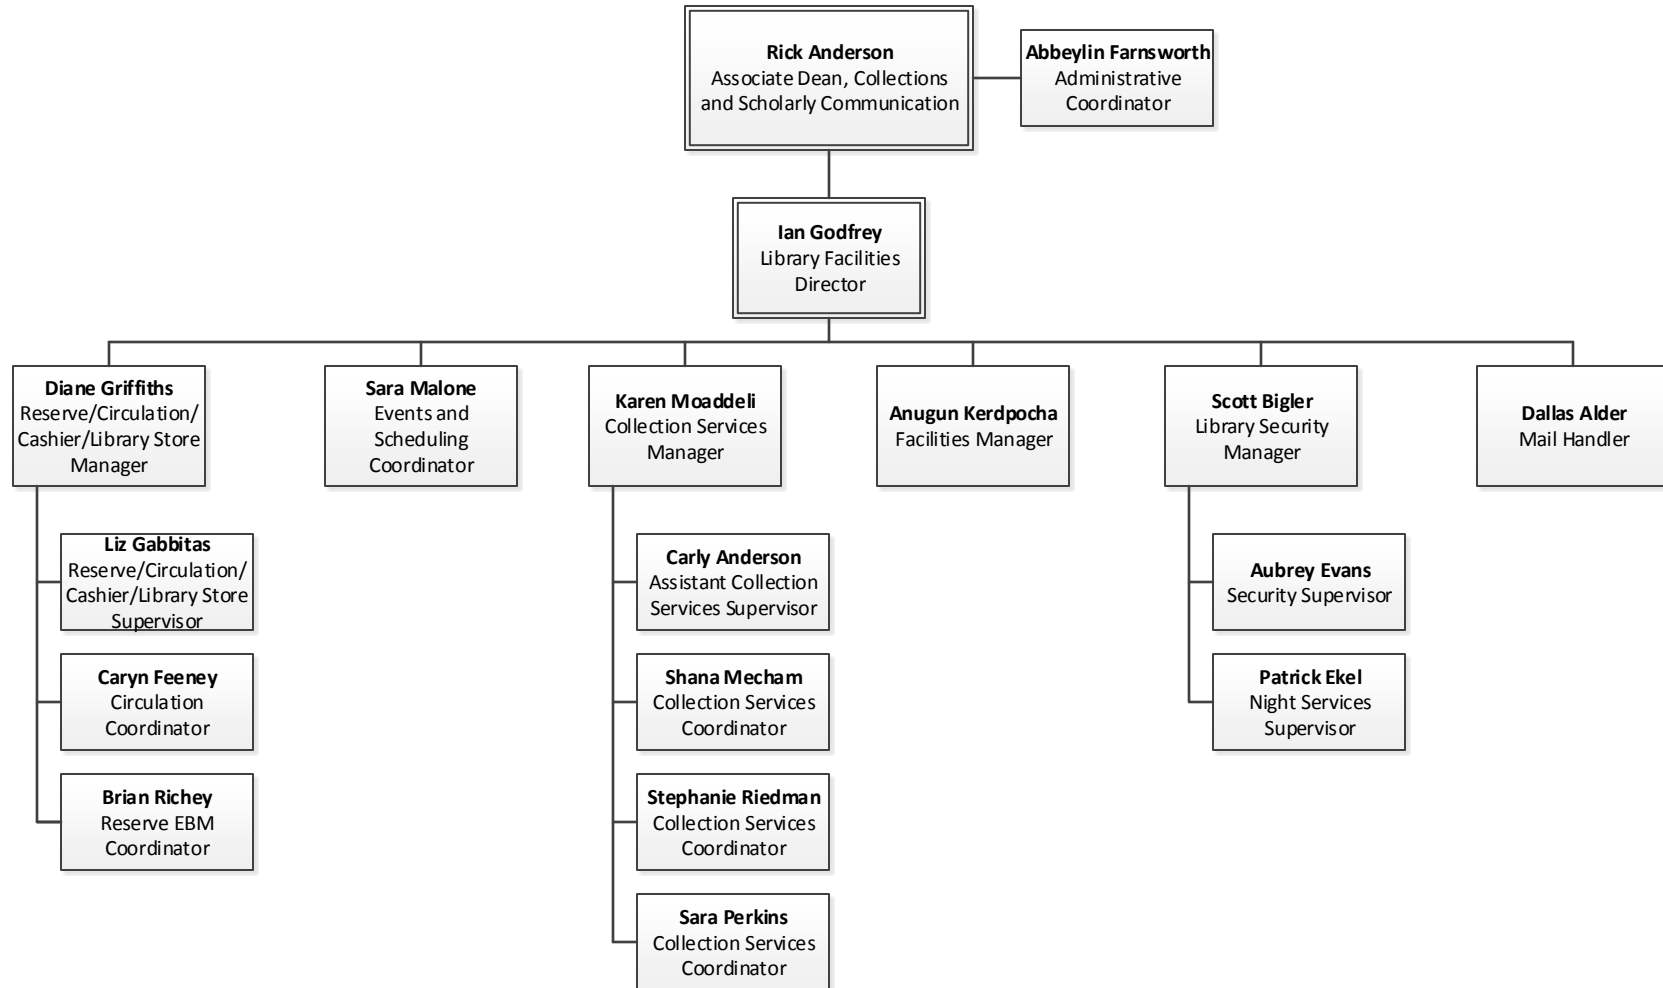 Rick Anderson
Associate Dean, Collections
and Scholarly Communication
Abbeylin Farnsworth
Administrative
Coordinator
Ian Godfrey
Library Facilities
Director
Diane Griffiths
Reserve/Circulation/
Cashier/Library Store
Manager
Sara Malone
Events and
Scheduling
Coordinator
Karen Moaddeli
Collection Services
Manager
Anugun Kerdpocha
Facilities Manager
Scott Bigler
Library Security
Manager
Dallas Alder
Mail Handler
Liz Gabbitas
Reserve/Circulation/
Cashier/Library Store
Supervisor
Caryn Feeney
Circulation
Coordinator
Brian Richey
Reserve EBM
Coordinator
Carly Anderson
Assistant Collection
Services Supervisor
Shana Mecham
Collection Services
Coordinator
Stephanie Riedman
Collection Services
Coordinator
Sara Perkins
Collection Services
Coordinator
Aubrey Evans
Security Supervisor
Patrick Ekel
Night Services
Supervisor